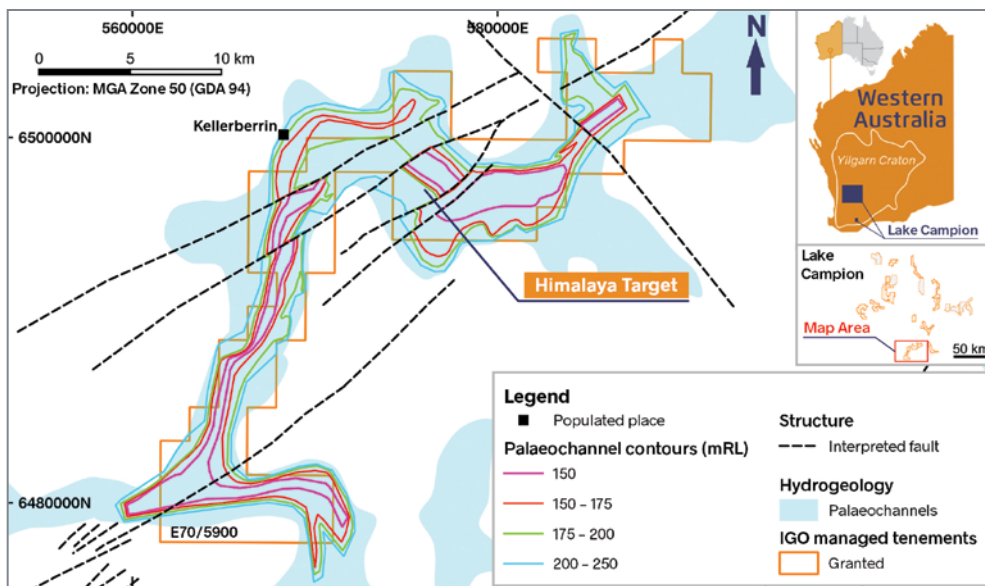 560000E
580000E
0
5
10 km
Projection: MGA Zone 50 (GDA 94)
N
Kellerberrin
6500000N
Himalaya Target
6480000N
E70/5900
Western
Australia
Yilgarn Craton
Lake Campion
Lake
Campion
Map Area
50 km
Legend
Populated place
Palaeochannel contours (mRL)
150
150 – 175
175 – 200
200 – 250
Structure
Interpreted fault
Hydrogeology
Palaeochannels
IGO managed tenements
Granted